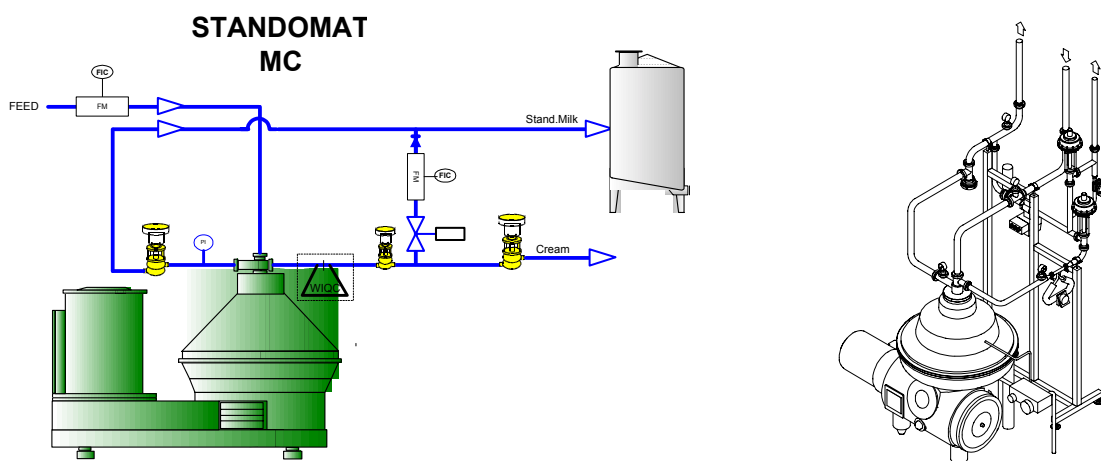 STANDOMAT
MC
FIC
FEED
FM
Stand.Milk
FM
FIC
PI
Cream
WIQC